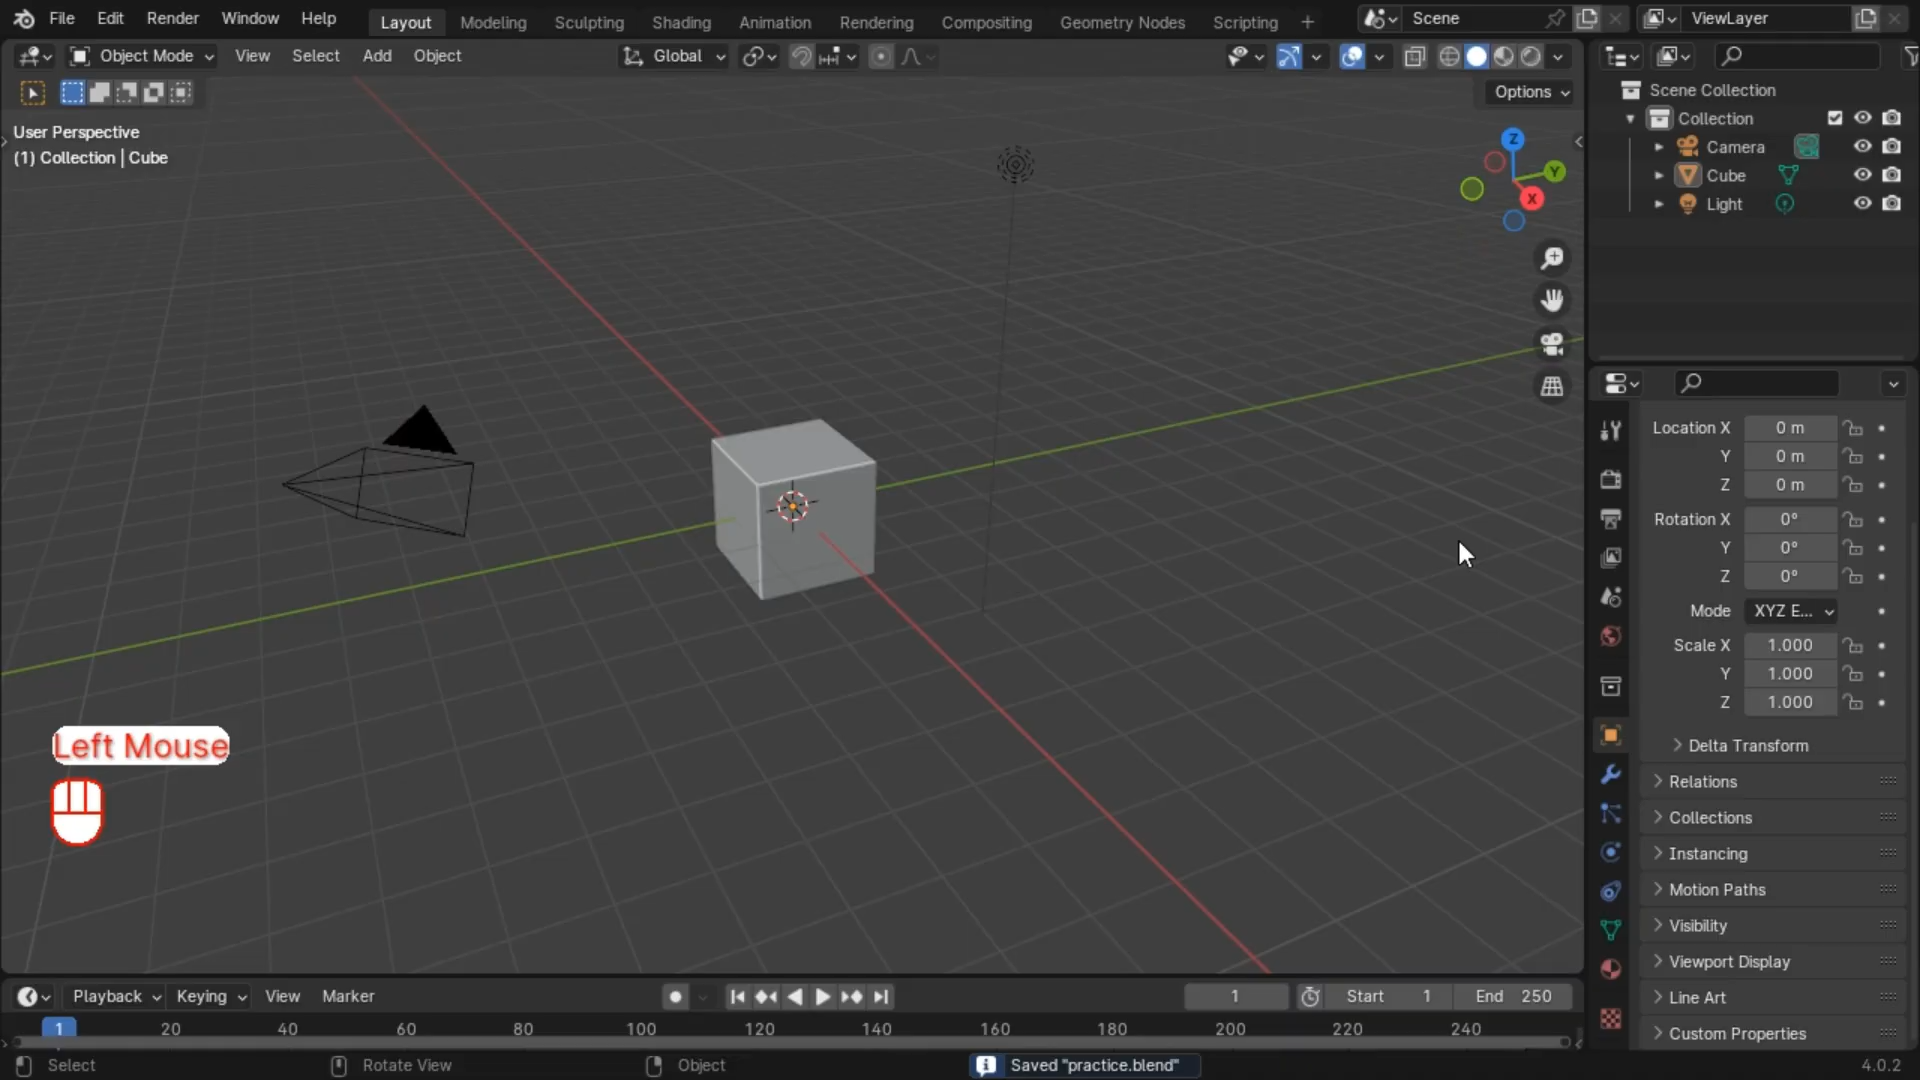 File Edit Render Window Help Layout Modeling Sculpting Shading Animation Rendering Compositing Geometry Nodes Scripting + Scene ViewLayer
Object Mode View Select Add Object Global
Options
User Perspective
(1) Collection | Cube
Z
Y
X
Scene Collection
Collection
Camera
Cube
Light
Location X 0 m
Y 0 m
Z 0 m
Rotation X 0°
Y 0°
Z 0°
Mode XYZ E...
Scale X 1.000
Y 1.000
Z 1.000
Delta Transform
Relations
Collections
Instancing
Motion Paths
Visibility
Viewport Display
Line Art
Custom Properties
Left Mouse
Playback Keying View Marker 1 Start 1 End 250
1 20 40 60 80 100 120 140 160 180 200 220 240
Select Rotate View Object Saved "practice.blend" 4.0.2